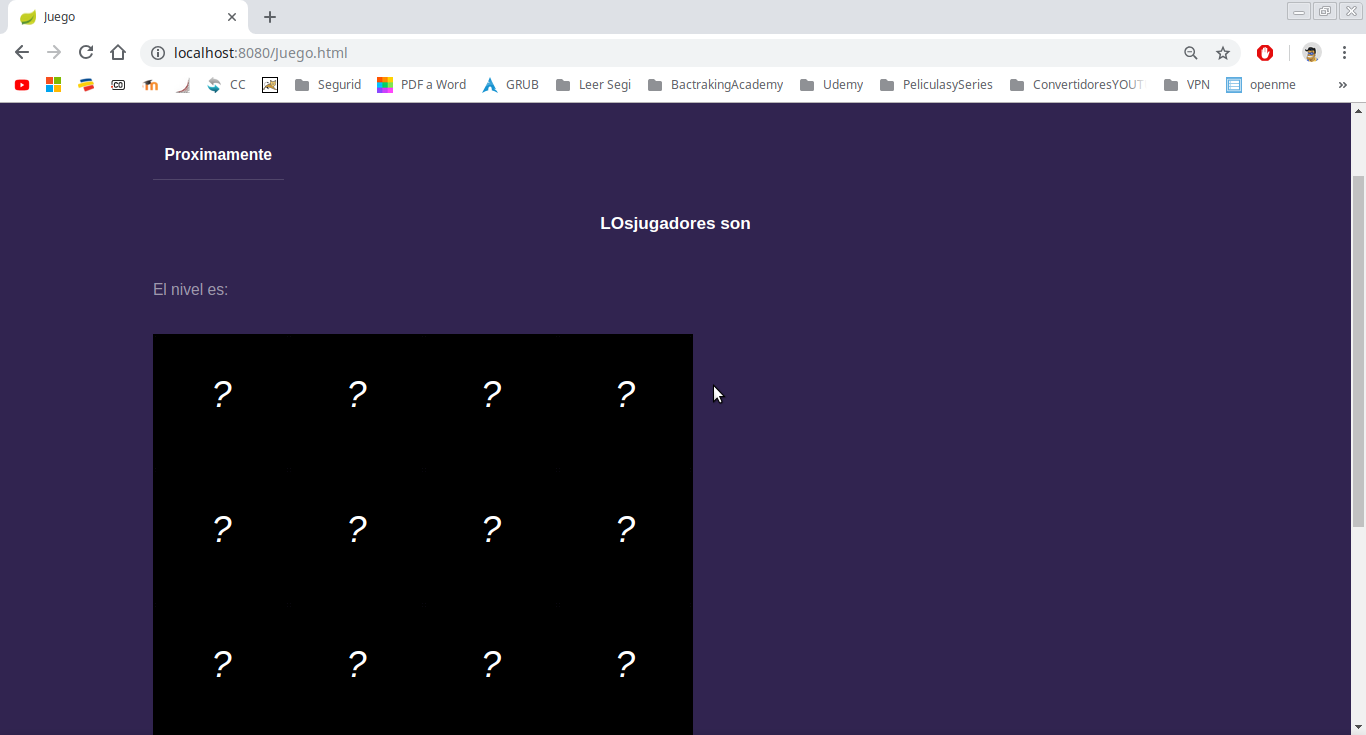 Juego
localhost:8080/Juego.html
CC
Segurid
PDF a Word
GRUB
Leer Segi
BactrakingAcademy
Udemy
PeliculasySeries
ConvertidoresYOUT
VPN
openme
»
Proximamente
LOsjugadores son
El nivel es:
? ? ? ?
? ? ? ?
? ? ? ?